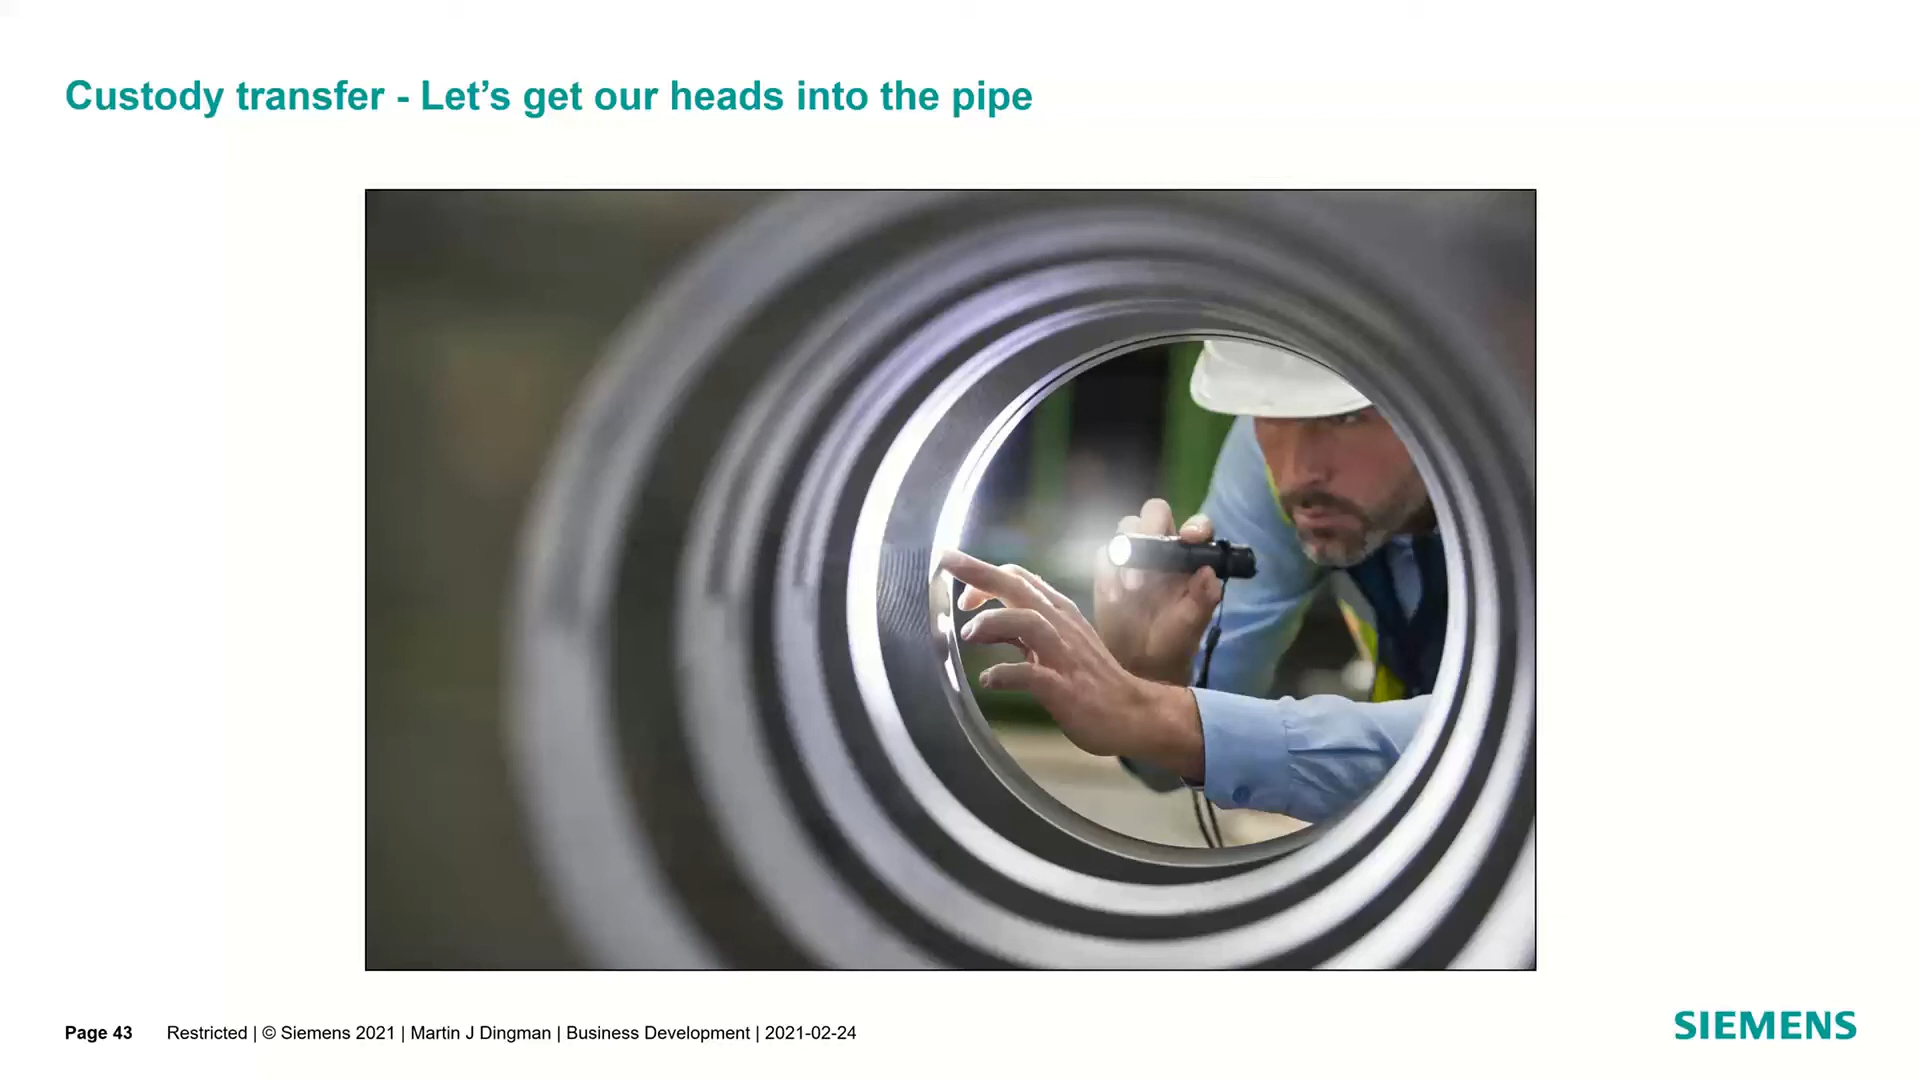 Custody transfer - Let’s get our heads into the pipe
Page 43 Restricted | © Siemens 2021 | Martin J Dingman | Business Development | 2021-02-24
SIEMENS